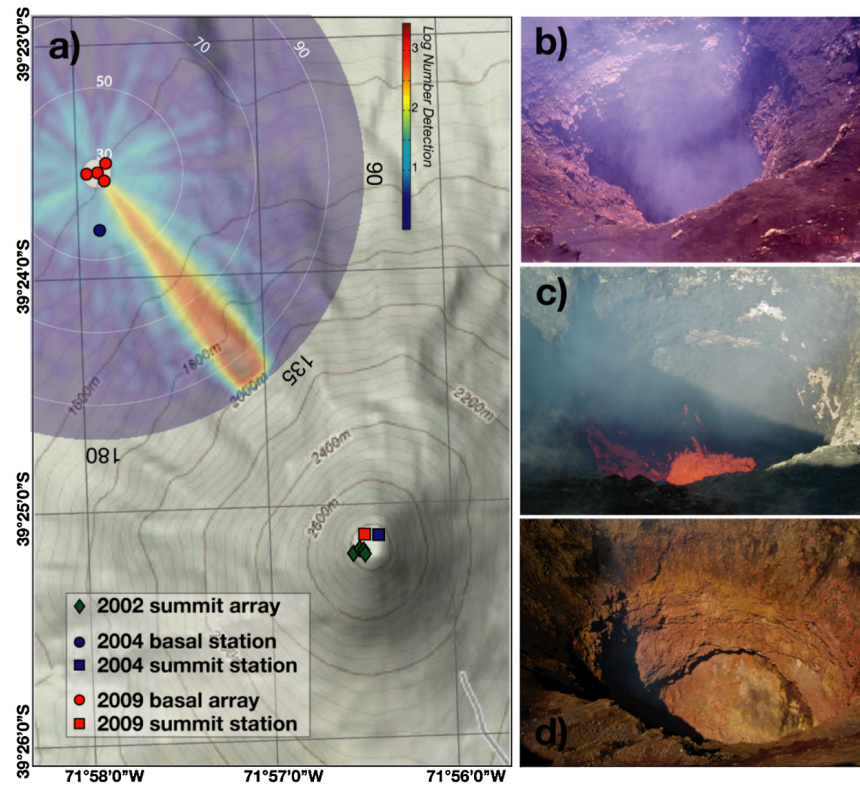 a)
39°23'0"S
39°24'0"S
39°25'0"S
39°26'0"S
70
90
50
30
3
2
1
Log Number Detection
90
135
180
1600m
1800m
2000m
2200m
2400m
2600m
2002 summit array
2004 basal station
2004 summit station
2009 basal array
2009 summit station
71°58'0"W
71°57'0"W
71°56'0"W
b)
c)
d)